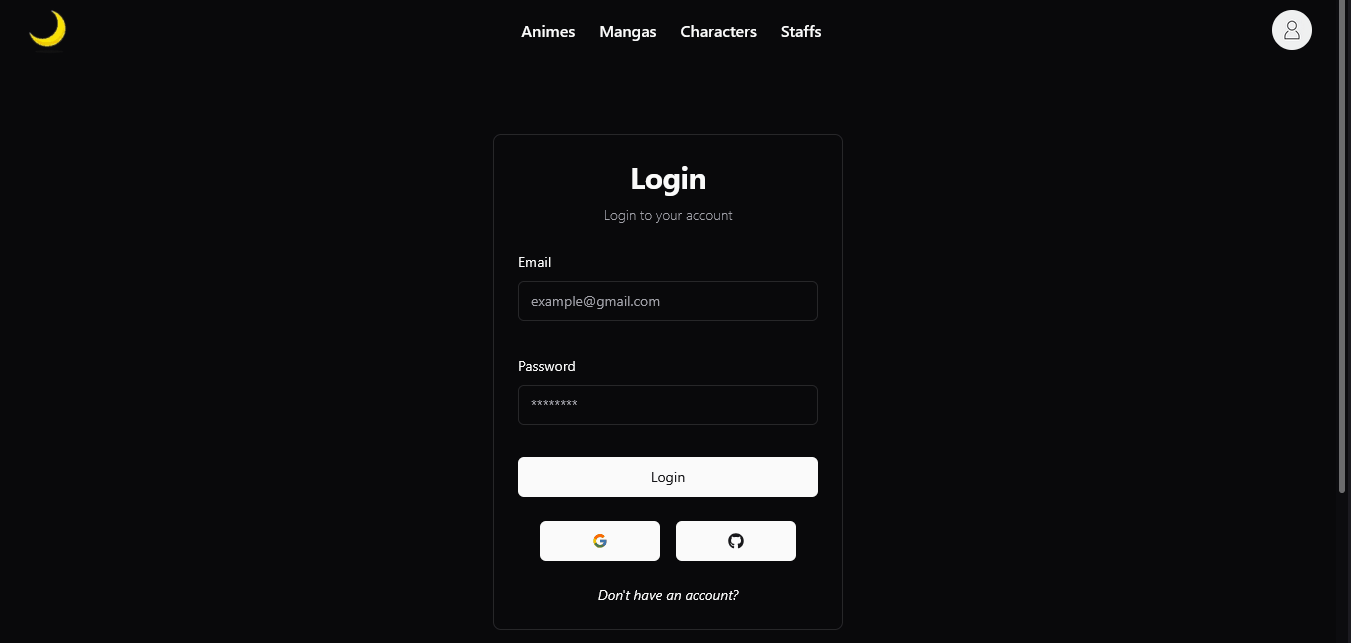 Animes Mangas Characters Staffs
Login
Login to your account
Email
example@gmail.com
Password
********
Login
Don't have an account?